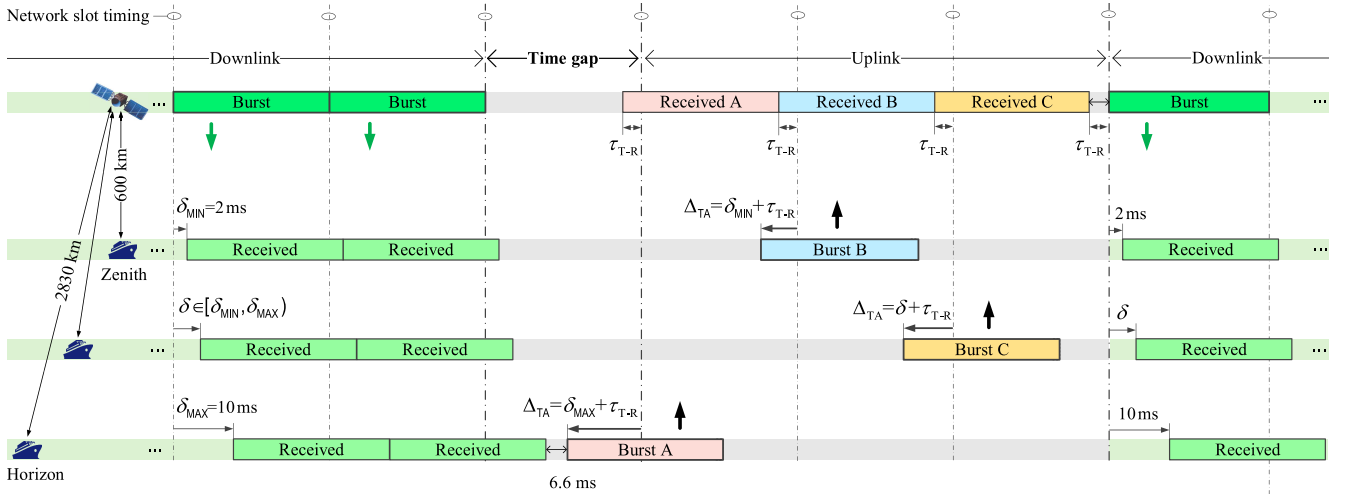 Network slot timing
Downlink
Time gap
Uplink
Downlink
... Burst Burst Received A Received B Received C Burst ...
τT-R τT-R τT-R τT-R
600 km
2830 km
δMIN=2 ms
ΔTA=δMIN+τT-R
2 ms
... Received Received Burst B Received ...
Zenith
δ∈[δMIN, δMAX)
ΔTA=δ+τT-R
δ
... Received Received Burst C Received ...
δMAX=10 ms
ΔTA=δMAX+τT-R
10 ms
... Received Received Burst A Received
Horizon
6.6 ms